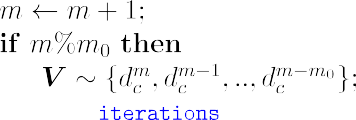 m ← m + 1;
if m%m₀ then
V ∼ {d_c^m, d_c^{m−1}, ..., d_c^{m−m₀}};
iterations